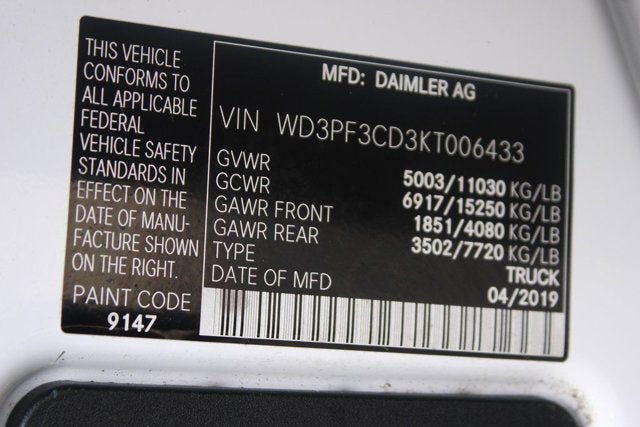 THIS VEHICLE
CONFORMS TO
ALL APPLICABLE
FEDERAL
VEHICLE SAFETY
STANDARDS IN
EFFECT ON THE
DATE OF MANU-
FACTURE SHOWN
ON THE RIGHT.
PAINT CODE
9147
MFD: DAIMLER AG
VIN WD3PF3CD3KT006433
GVWR 5003/11030 KG/LB
GCWR 6917/15250 KG/LB
GAWR FRONT 1851/4080 KG/LB
GAWR REAR 3502/7720 KG/LB
TYPE TRUCK
DATE OF MFD 04/2019